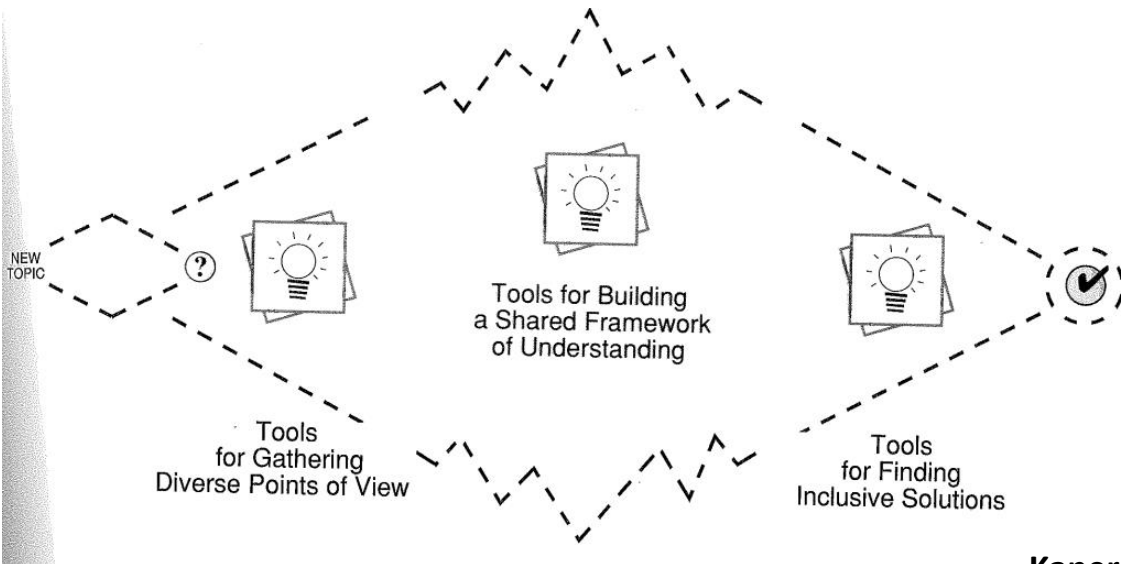 NEW
TOPIC
?
Tools for Building
a Shared Framework
of Understanding
Tools
for Gathering
Diverse Points of View
Tools
for Finding
Inclusive Solutions